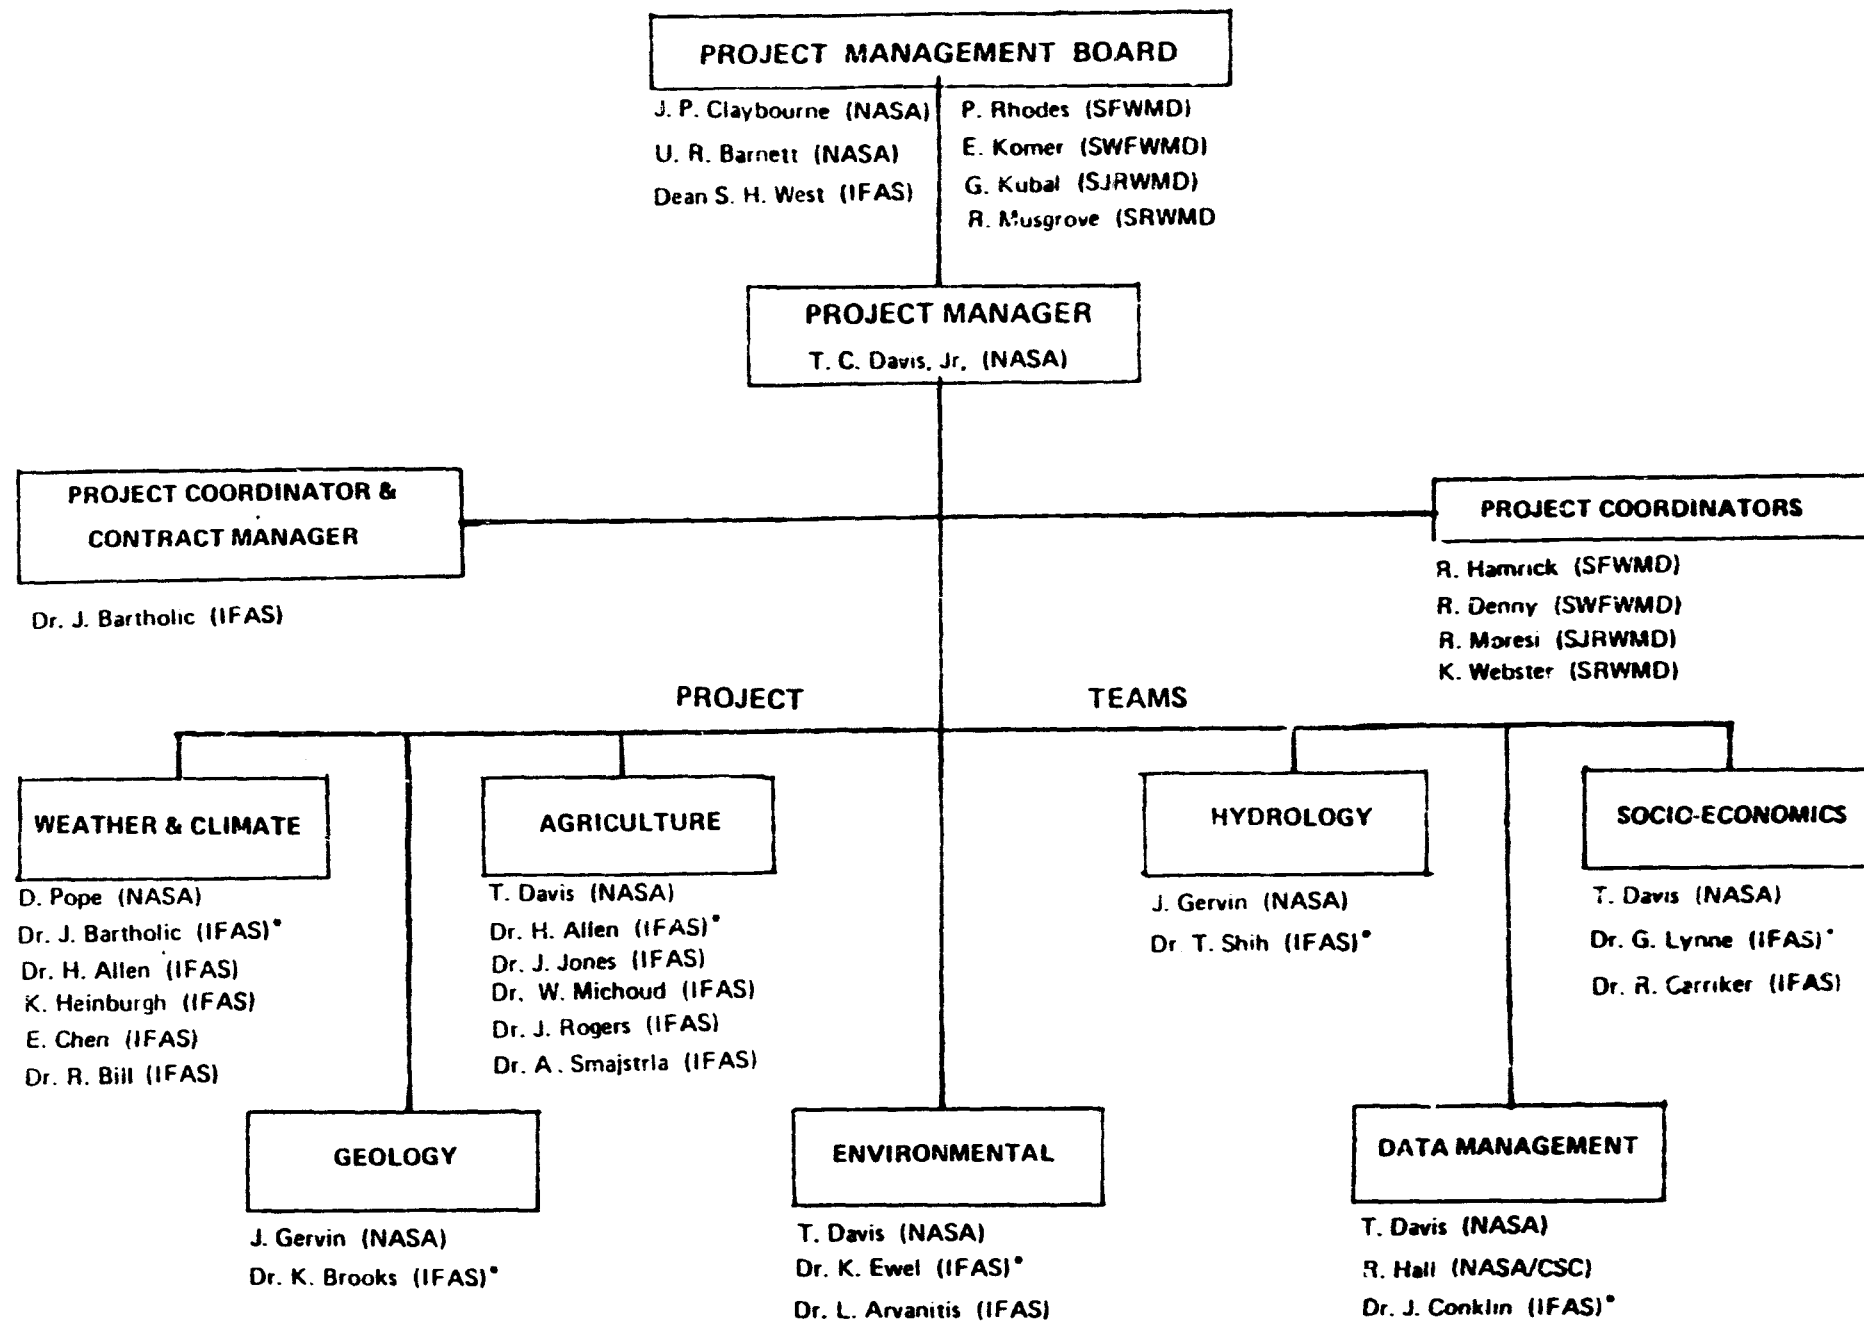 PROJECT MANAGEMENT BOARD
J. P. Claybourne (NASA)
U. R. Barnett (NASA)
Dean S. H. West (IFAS)
P. Rhodes (SFWMD)
E. Komer (SWFWMD)
G. Kubal (SJRWMD)
R. Musgrove (SRWMD
PROJECT MANAGER
T. C. Davis, Jr, (NASA)
PROJECT COORDINATOR &
CONTRACT MANAGER
Dr. J. Bartholic (IFAS)
PROJECT COORDINATORS
R. Hamrick (SFWMD)
R. Denny (SWFWMD)
R. Moresi (SJRWMD)
K. Webster (SRWMD)
PROJECT TEAMS
WEATHER & CLIMATE
D. Pope (NASA)
Dr. J. Bartholic (IFAS)*
Dr. H. Allen (IFAS)
K. Heinburgh (IFAS)
E. Chen (IFAS)
Dr. R. Bill (IFAS)
AGRICULTURE
T. Davis (NASA)
Dr. H. Allen (IFAS)*
Dr. J. Jones (IFAS)
Dr. W. Michoud (IFAS)
Dr. J. Rogers (IFAS)
Dr. A. Smajstrla (IFAS)
HYDROLOGY
J. Gervin (NASA)
Dr. T. Shih (IFAS)*
SOCIO-ECONOMICS
T. Davis (NASA)
Dr. G. Lynne (IFAS)*
Dr. R. Carriker (IFAS)
GEOLOGY
J. Gervin (NASA)
Dr. K. Brooks (IFAS)*
ENVIRONMENTAL
T. Davis (NASA)
Dr. K. Ewel (IFAS)*
Dr. L. Arvanitis (IFAS)
DATA MANAGEMENT
T. Davis (NASA)
R. Hall (NASA/CSC)
Dr. J. Conklin (IFAS)*